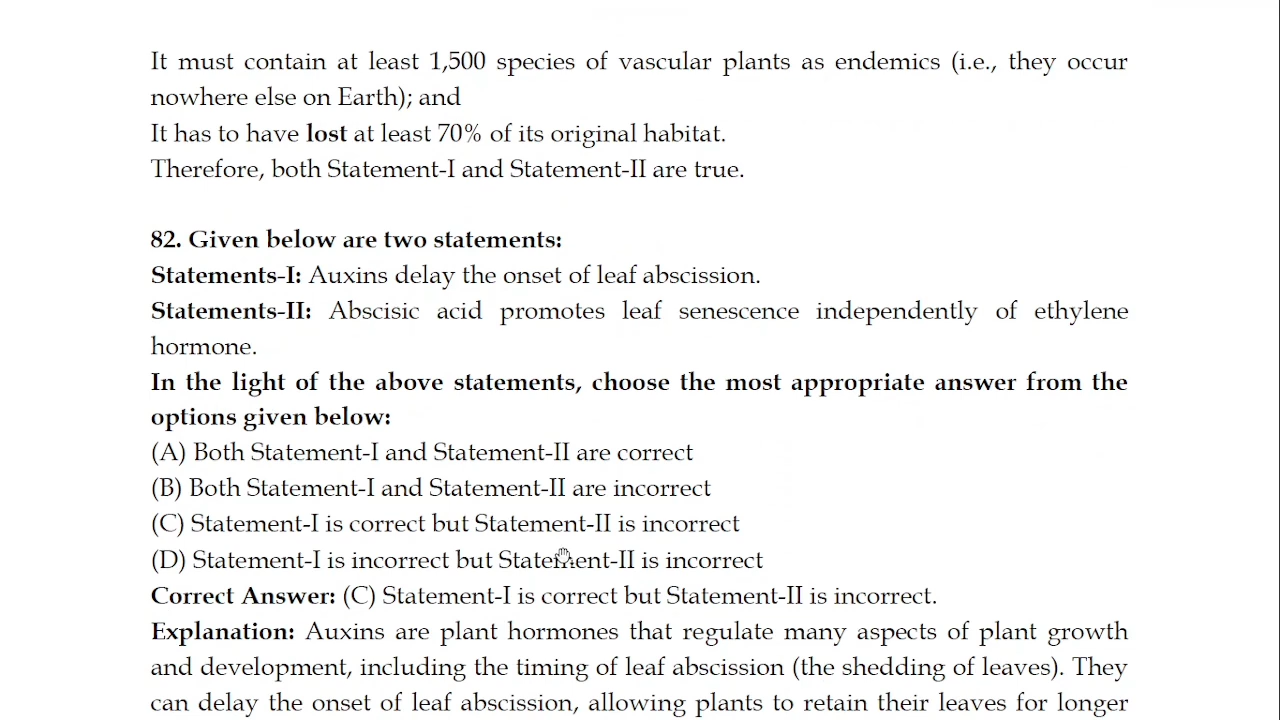 It must contain at least 1,500 species of vascular plants as endemics (i.e., they occur
nowhere else on Earth); and
It has to have lost at least 70% of its original habitat.
Therefore, both Statement-I and Statement-II are true.
82. Given below are two statements:
Statements-I: Auxins delay the onset of leaf abscission.
Statements-II: Abscisic acid promotes leaf senescence independently of ethylene
hormone.
In the light of the above statements, choose the most appropriate answer from the
options given below:
(A) Both Statement-I and Statement-II are correct
(B) Both Statement-I and Statement-II are incorrect
(C) Statement-I is correct but Statement-II is incorrect
(D) Statement-I is incorrect but Statement-II is incorrect
Correct Answer: (C) Statement-I is correct but Statement-II is incorrect.
Explanation: Auxins are plant hormones that regulate many aspects of plant growth
and development, including the timing of leaf abscission (the shedding of leaves). They
can delay the onset of leaf abscission, allowing plants to retain their leaves for longer